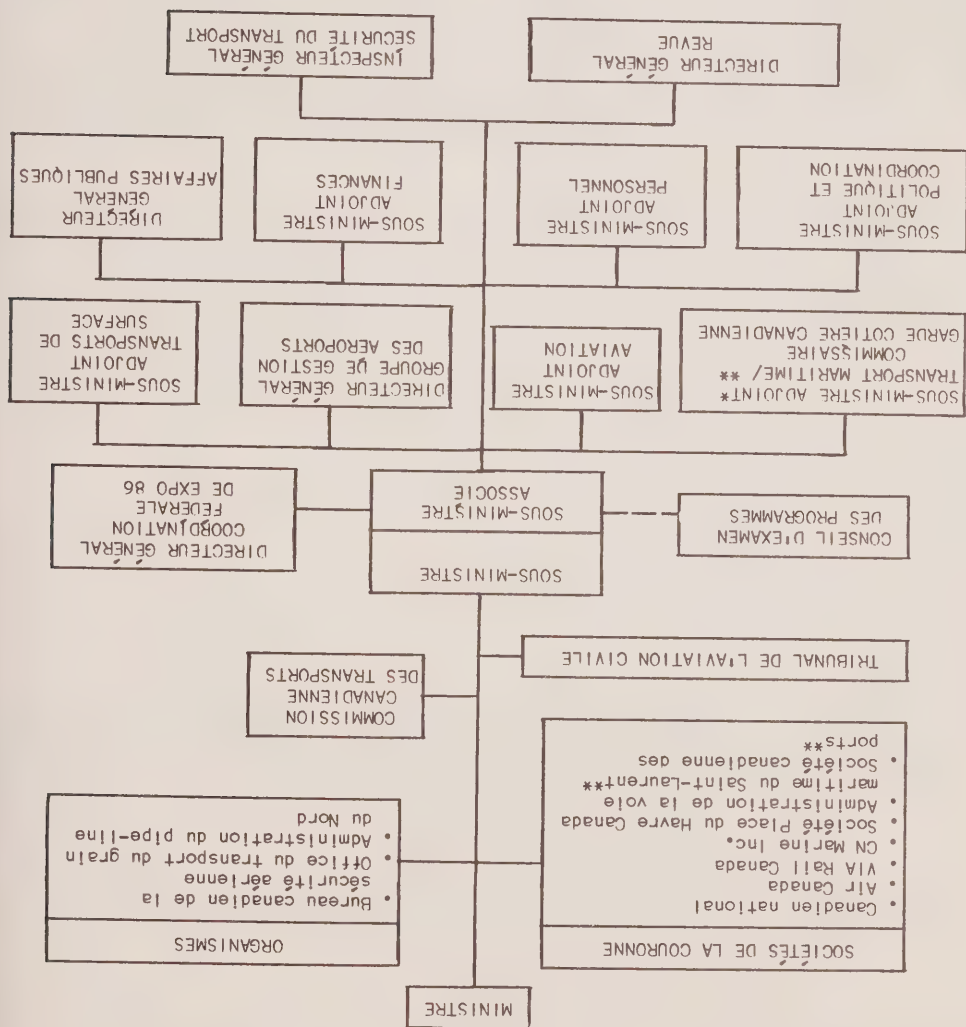 MINISTRE
SOCIÉTÉS DE LA COURONNE
• Canadien national
• Air Canada
• VIA Rail Canada
• CN Marine Inc.
• Société Place du Havre Canada
• Administration de la voie
maritime du Saint-Laurent**
• Société canadienne des
ports**
ORGANISMES
• Bureau canadien de la
sécurité aérienne
• Office du transport du grain
• Administration du pipe-line
du Nord
COMMISSION
CANADIENNE
DES TRANSPORTS
TRIBUNAL DE L'AVIATION CIVILE
SOUS-MINISTRE
SOUS-MINISTRE
ASSOCIÉ
CONSEIL D'EXAMEN
DES PROGRAMMES
DIRECTEUR GÉNÉRAL
COORDINATION
FÉDÉRALE
DE EXPO 86
SOUS-MINISTRE ADJOINT*
TRANSPORT MARITIME/ **
COMMISSAIRE
GARDE CÔTIÈRE CANADIENNE
SOUS-MINISTRE
ADJOINT
AVIATION
DIRECTEUR GÉNÉRAL
GROUPE DE GESTION
DES AÉROPORTS
SOUS-MINISTRE
ADJOINT
TRANSPORTS DE
SURFACE
SOUS-MINISTRE
ADJOINT
POLITIQUE ET
COORDINATION
SOUS-MINISTRE
ADJOINT
PERSONNEL
SOUS-MINISTRE
ADJOINT
FINANCES
DIRECTEUR
GÉNÉRAL
AFFAIRES PUBLIQUES
DIRECTEUR GÉNÉRAL
REVUE
INSPECTEUR GÉNÉRAL
SÉCURITÉ DU TRANSPORT